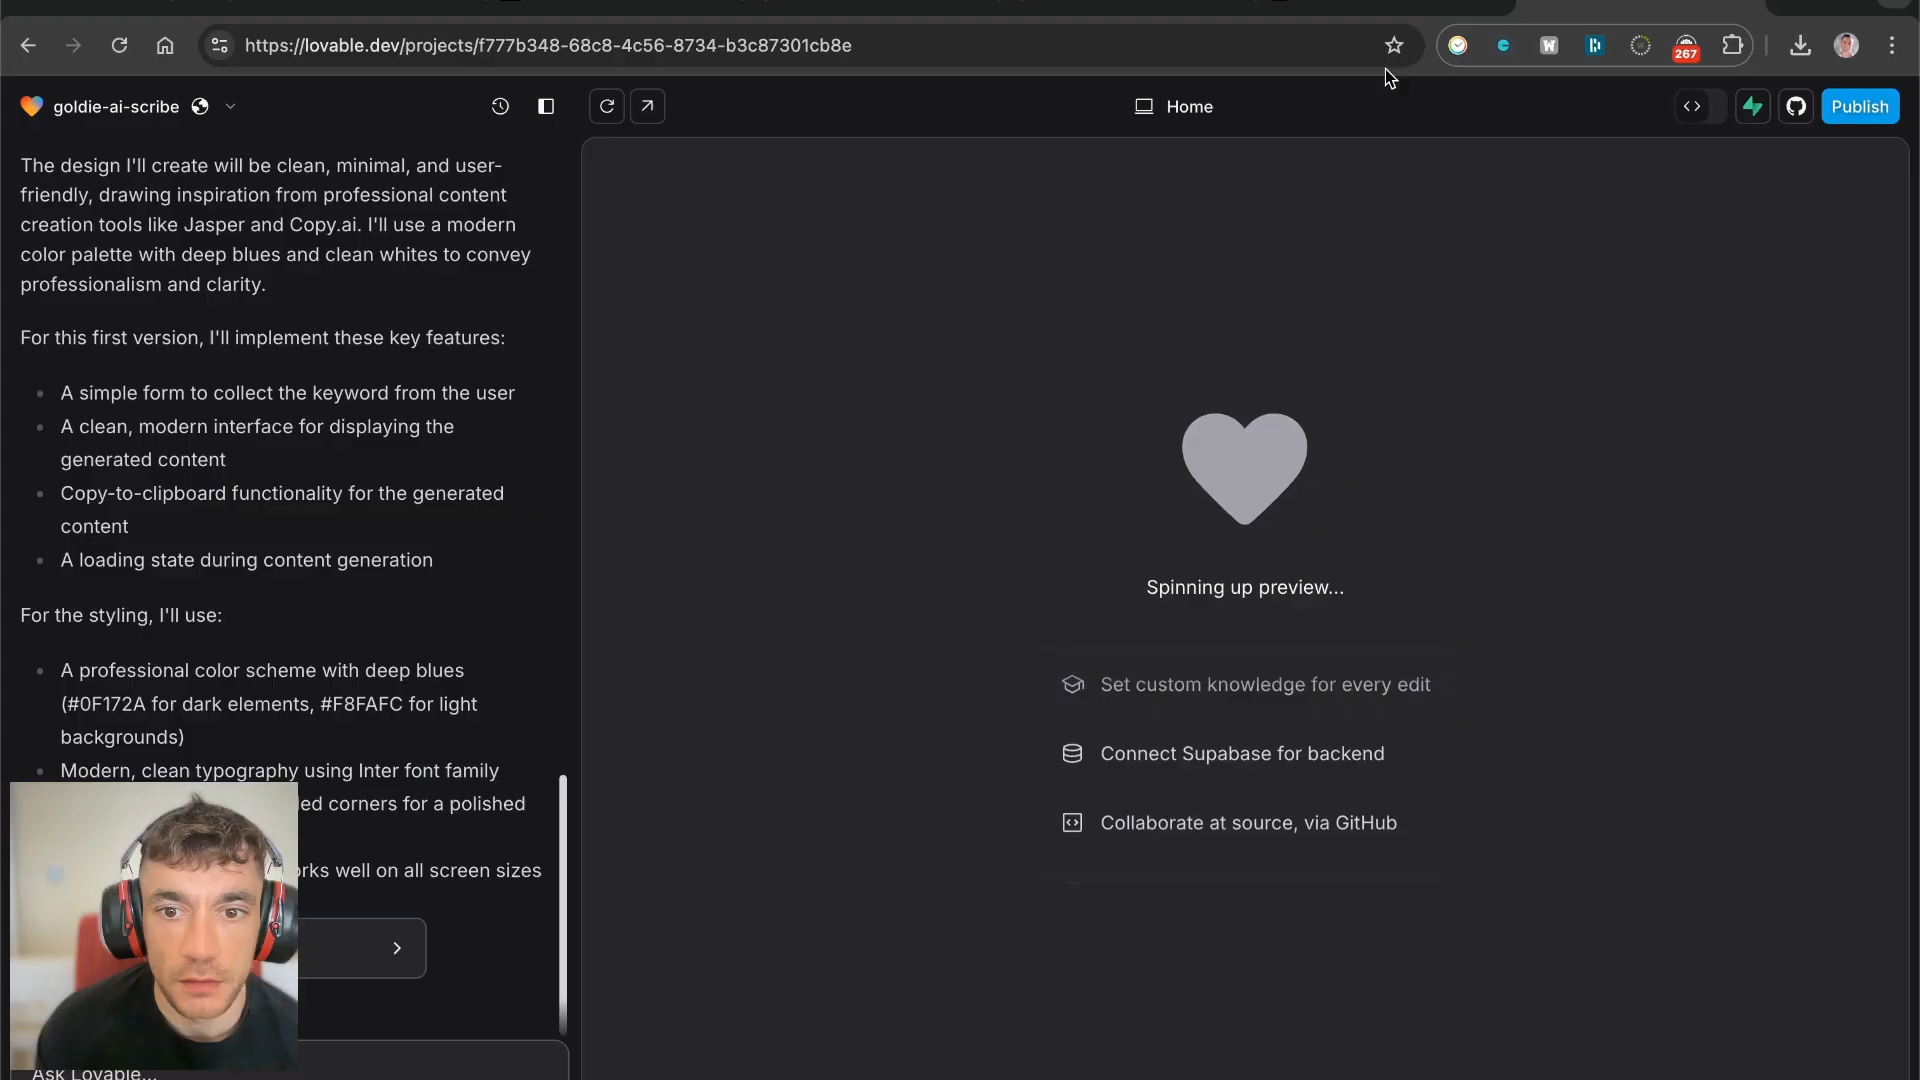 https://lovable.dev/projects/f777b348-68c8-4c56-8734-b3c87301cb8e
W
267
goldie-ai-scribe
Home
Publish
The design I'll create will be clean, minimal, and user-
friendly, drawing inspiration from professional content
creation tools like Jasper and Copy.ai. I'll use a modern
color palette with deep blues and clean whites to convey
professionalism and clarity.
For this first version, I'll implement these key features:
A simple form to collect the keyword from the user
A clean, modern interface for displaying the
generated content
Copy-to-clipboard functionality for the generated
content
A loading state during content generation
For the styling, I'll use:
A professional color scheme with deep blues
(#0F172A for dark elements, #F8FAFC for light
backgrounds)
Modern, clean typography using Inter font family
corners for a polished
well on all screen sizes
Ask Lovable...
Spinning up preview...
Set custom knowledge for every edit
Connect Supabase for backend
Collaborate at source, via GitHub